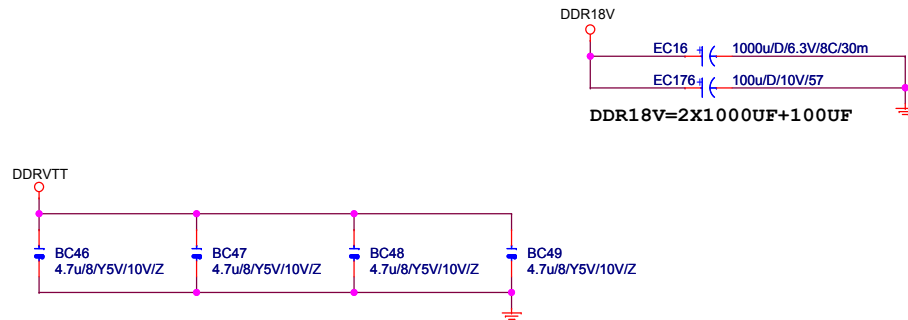 DDR18V
EC16 + 1000u/D/6.3V/8C/30m
EC176 + 100u/D/10V/57
DDR18V=2X1000UF+100UF
DDRVTT
BC46 BC47 BC48 BC49
4.7u/8/Y5V/10V/Z 4.7u/8/Y5V/10V/Z 4.7u/8/Y5V/10V/Z 4.7u/8/Y5V/10V/Z